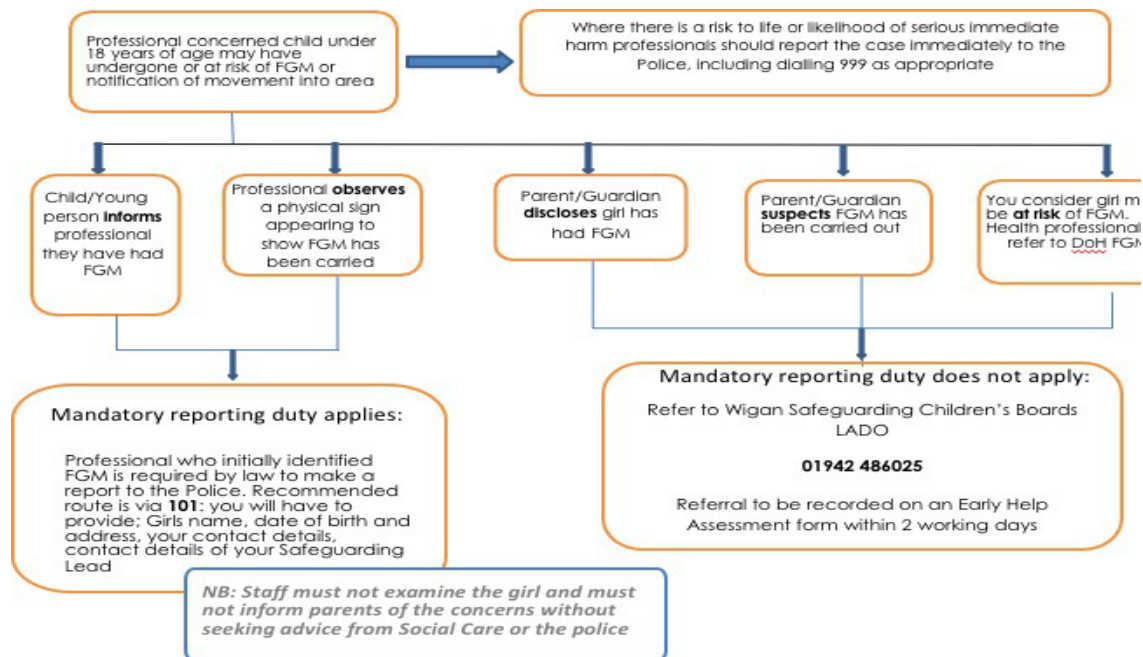 Professional concerned child under
18 years of age may have
undergone or at risk of FGM or
notification of movement into area
Where there is a risk to life or likelihood of serious immediate
harm professionals should report the case immediately to the
Police, including dialling 999 as appropriate
Child/Young
person informs
professional
they have had
FGM
Professional observes
a physical sign
appearing to
show FGM has
been carried
Parent/Guardian
discloses girl has
had FGM
Parent/Guardian
suspects FGM has
been carried out
You consider girl m
be at risk of FGM.
Health professional
refer to DoH FGM
Mandatory reporting duty applies:
Professional who initially identified
FGM is required by law to make a
report to the Police. Recommended
route is via 101: you will have to
provide; Girls name, date of birth and
address, your contact details,
contact details of your Safeguarding
Lead
Mandatory reporting duty does not apply:
Refer to Wigan Safeguarding Children's Boards
LADO
01942 486025
Referral to be recorded on an Early Help
Assessment form within 2 working days
NB: Staff must not examine the girl and must
not inform parents of the concerns without
seeking advice from Social Care or the police